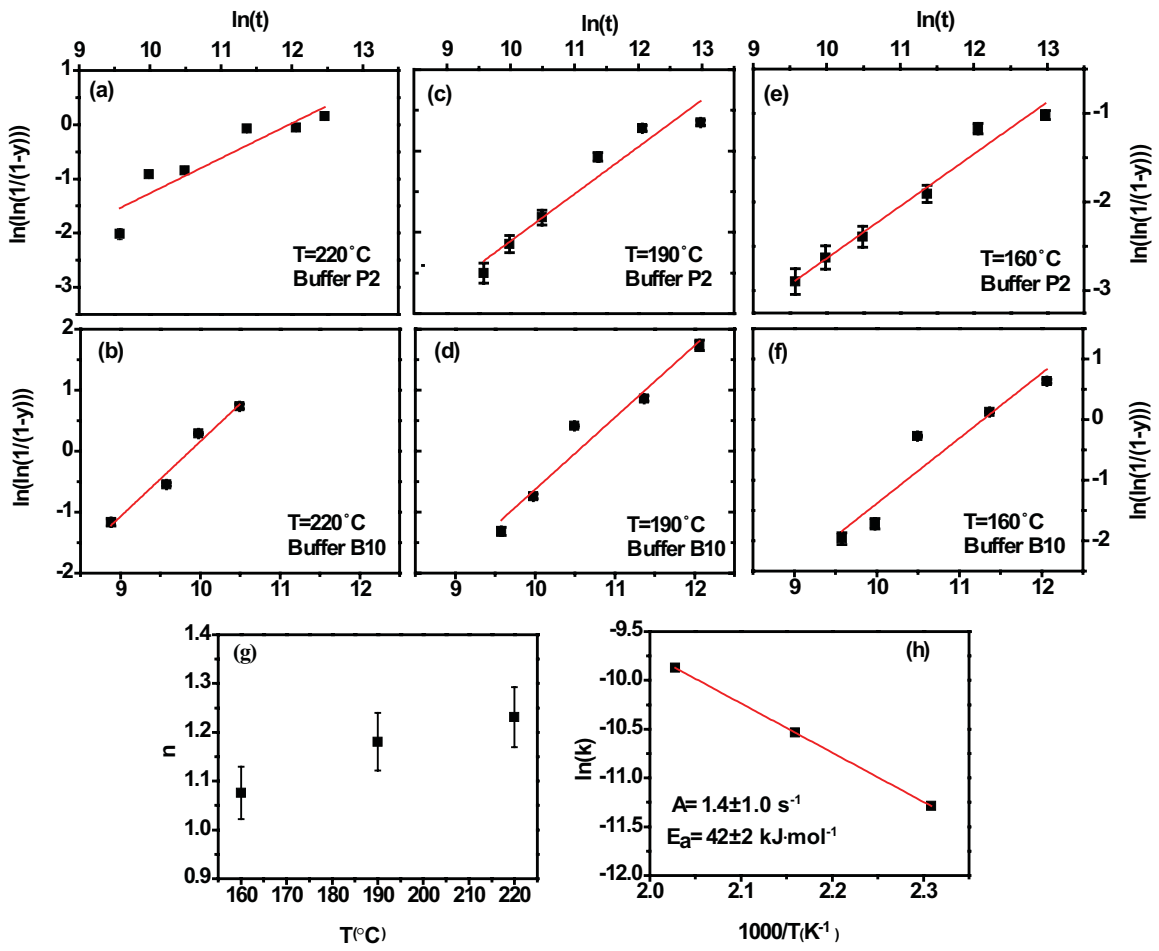 ln(t) ln(t) ln(t)
9 10 11 12 13 9 10 11 12 13 9 10 11 12 13
1
0
-1
-2
-3
ln(ln(1/(1-y)))
(a)
T=220°C
Buffer P2
(c)
T=190°C
Buffer P2
(e)
T=160°C
Buffer P2
-1
-2
-3
ln(ln(1/(1-y)))
2
1
0
-1
-2
ln(ln(1/(1-y)))
(b)
T=220°C
Buffer B10
(d)
T=190°C
Buffer B10
(f)
T=160°C
Buffer B10
1
0
-1
-2
ln(ln(1/(1-y)))
9 10 11 12 9 10 11 12 9 10 11 12
1.4
1.3
1.2
1.1
1.0
0.9
n
(g)
160 170 180 190 200 210 220
T(°C)
-9.5
-10.0
-10.5
-11.0
-11.5
-12.0
ln(k)
(h)
A= 1.4±1.0 s-1
Ea= 42±2 kJ·mol-1
2.0 2.1 2.2 2.3
1000/T(K-1)